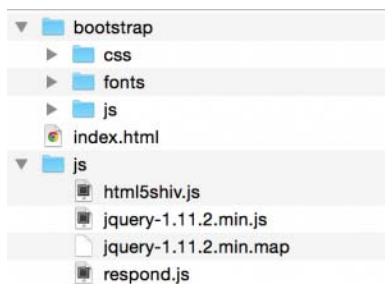 bootstrap
css
fonts
js
index.html
js
html5shiv.js
jquery-1.11.2.min.js
jquery-1.11.2.min.map
respond.js